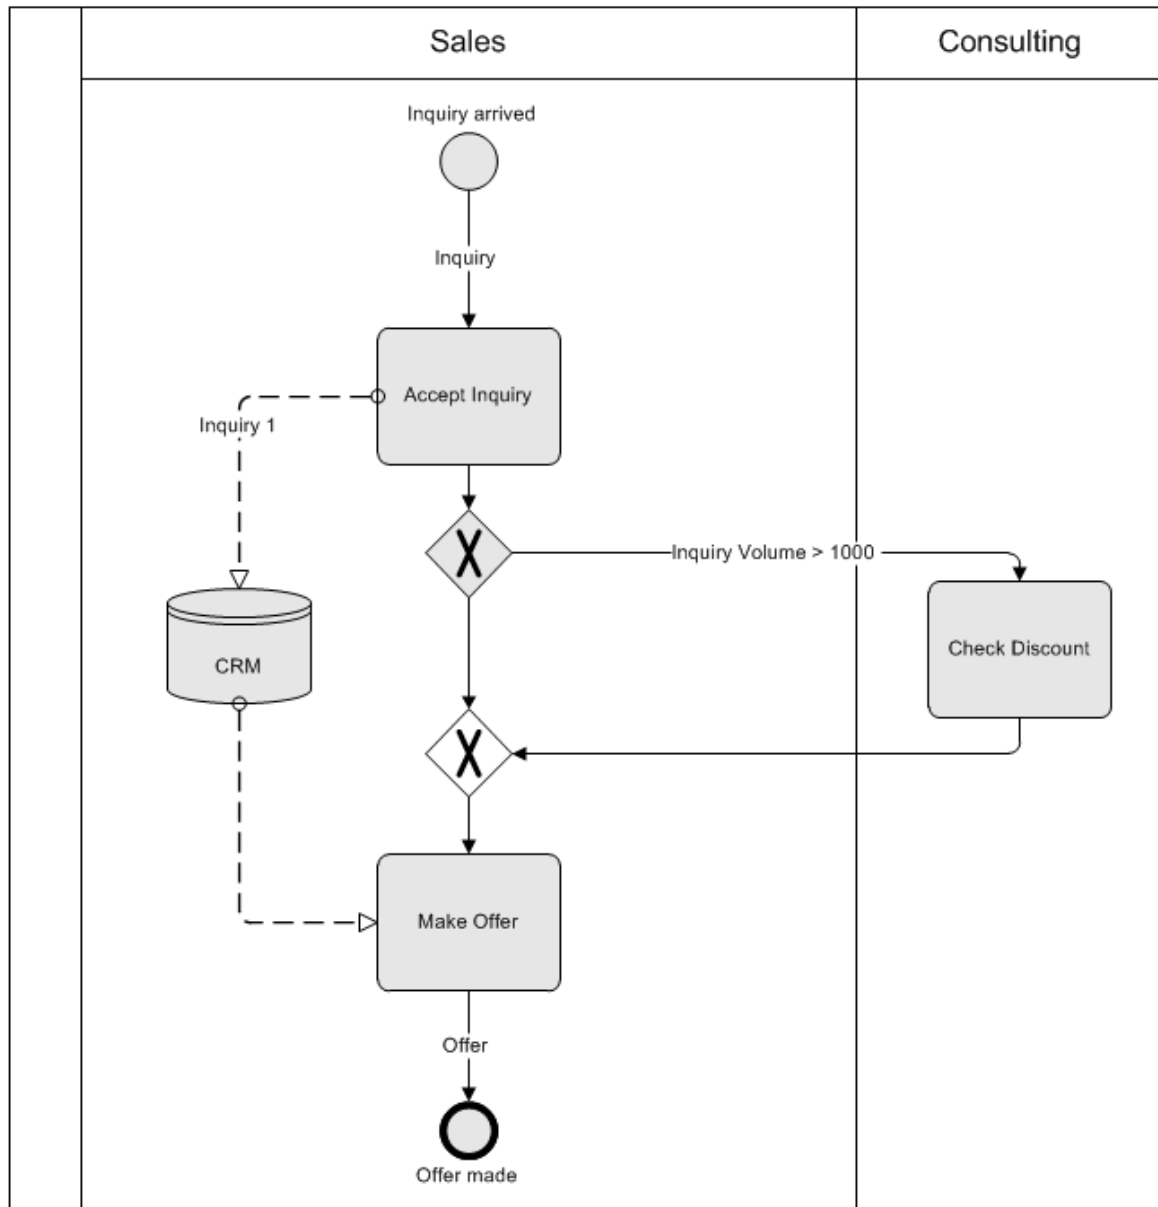 Sales
Consulting
Inquiry arrived
Inquiry
Accept Inquiry
Inquiry 1
X
Inquiry Volume > 1000
Check Discount
CRM
X
Make Offer
Offer
Offer made